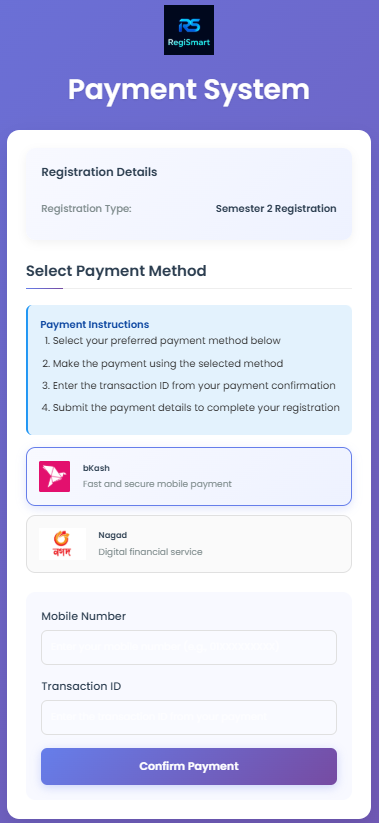 RS
RegiSmart
Payment System
Registration Details
Registration Type: Semester 2 Registration
Select Payment Method
Payment Instructions
1. Select your preferred payment method below
2. Make the payment using the selected method
3. Enter the transaction ID from your payment confirmation
4. Submit the payment details to complete your registration
bKash
Fast and secure mobile payment
নগদ
Nagad
Digital financial service
Mobile Number
Transaction ID
Confirm Payment